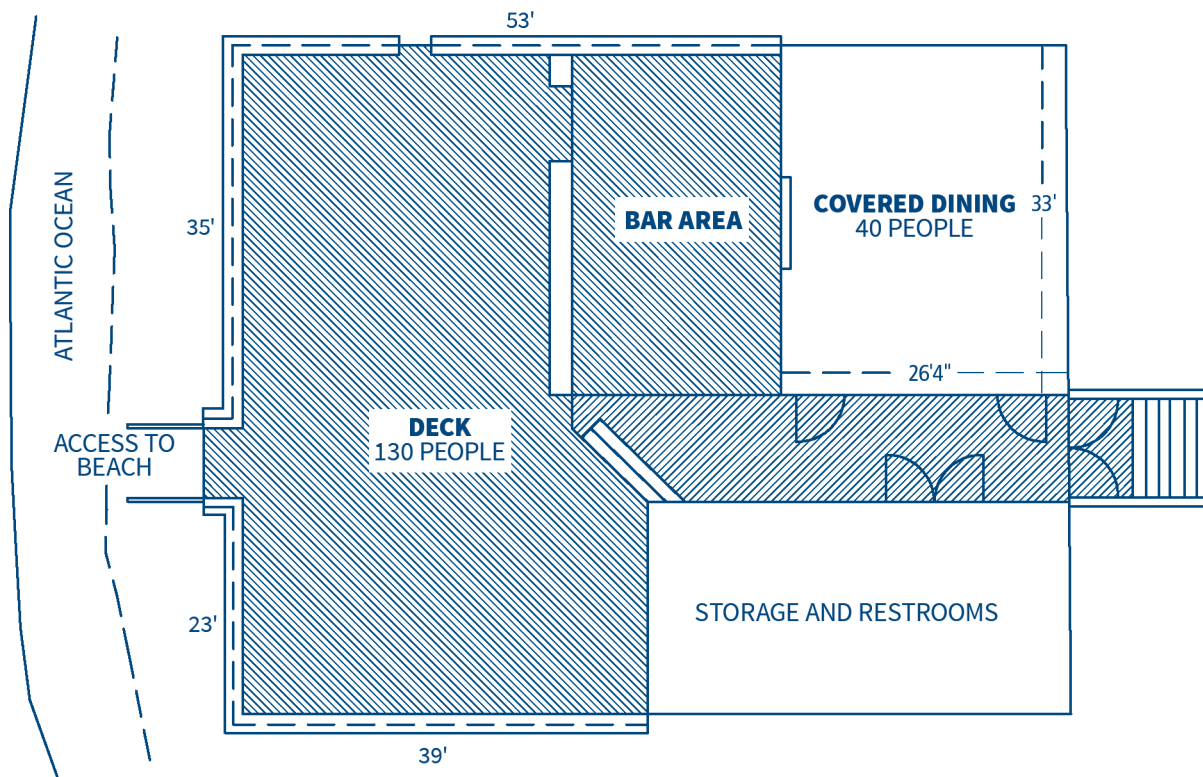 53'
ATLANTIC OCEAN
35'
BAR AREA
COVERED DINING
40 PEOPLE
33'
26'4"
DECK
130 PEOPLE
ACCESS TO
BEACH
23'
STORAGE AND RESTROOMS
39'